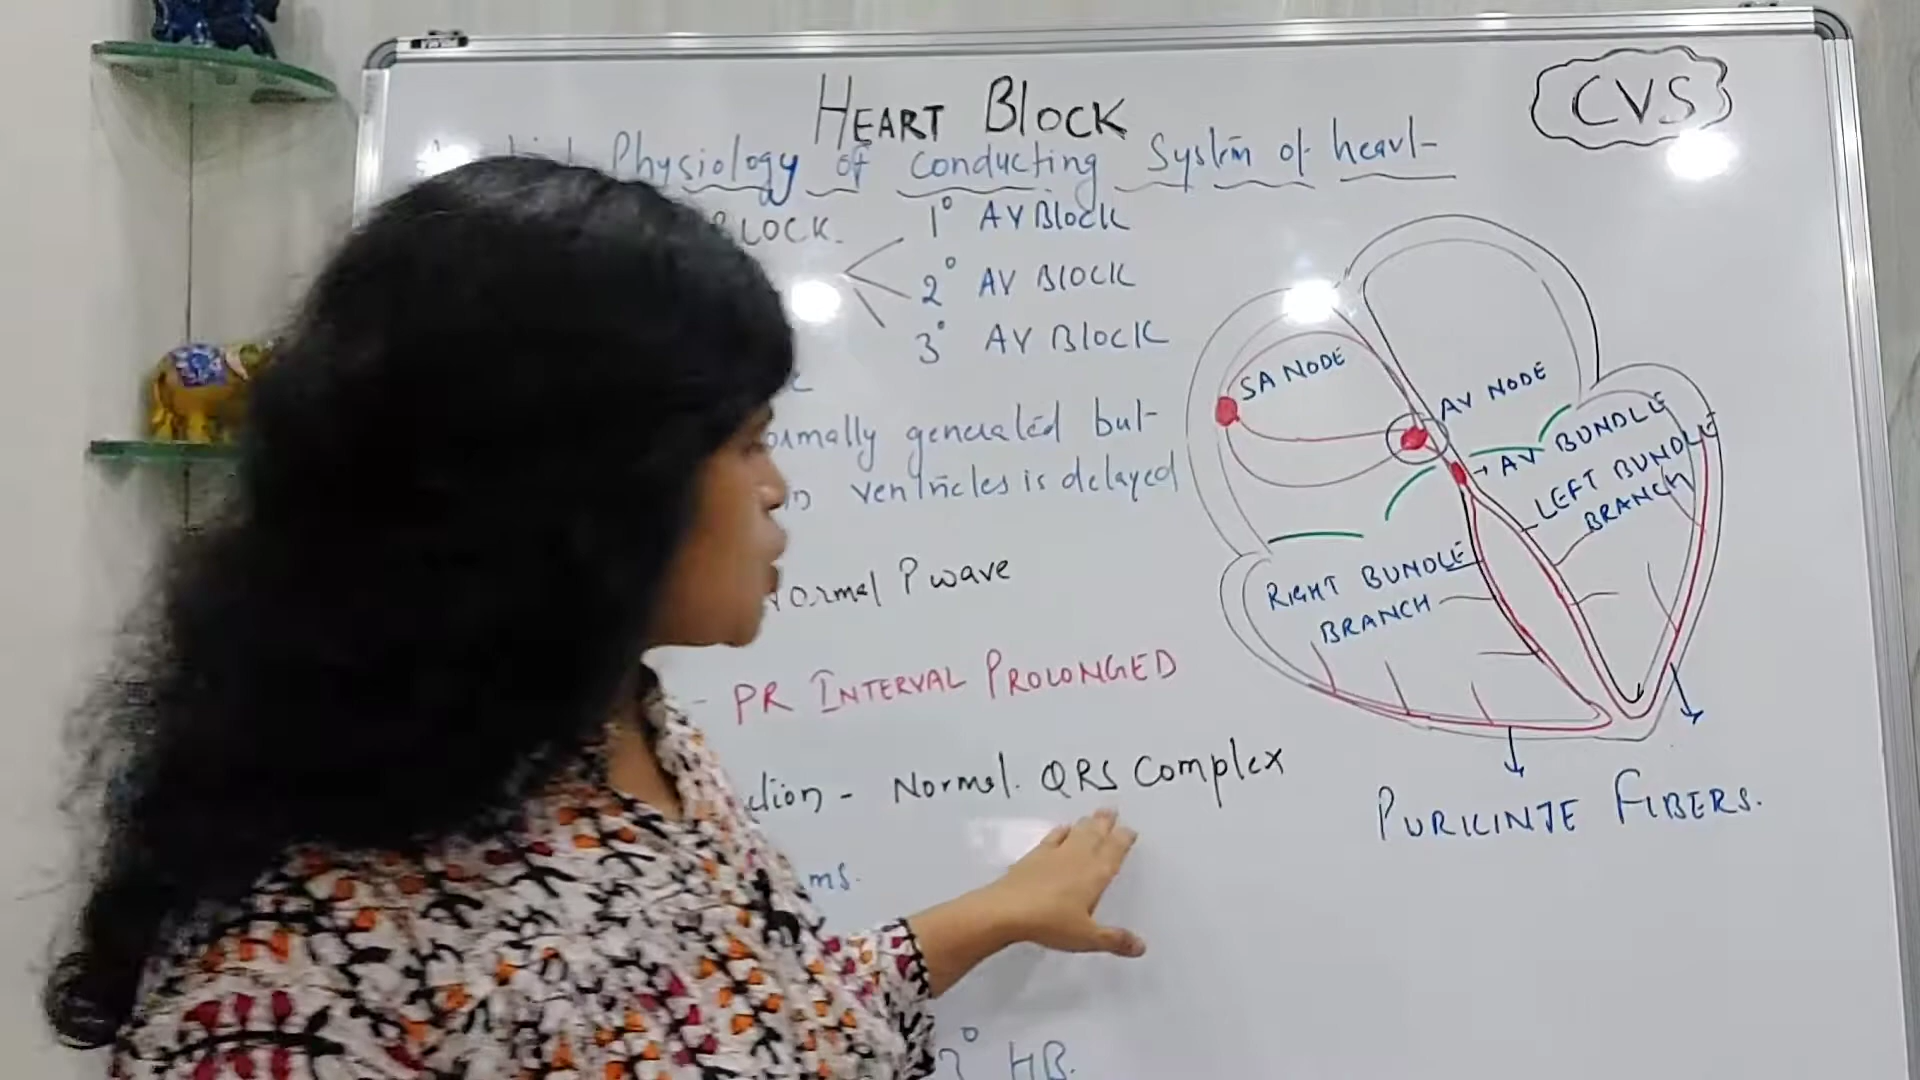 HEART BLOCK
CVS
Physiology of conducting System of heart
BLOCK.
1° AV Block
2° AV BLOCK
3° AV BLOCK
normally generated but
ventricles is delayed
Normal P wave
- PR INTERVAL PROLONGED
- Normal. QRS Complex
ms.
HB.
SA NODE
AV NODE
AV BUNDLE
LEFT BUNDLE
BRANCH
RIGHT BUNDLE
BRANCH
PURKINJE FIBERS.